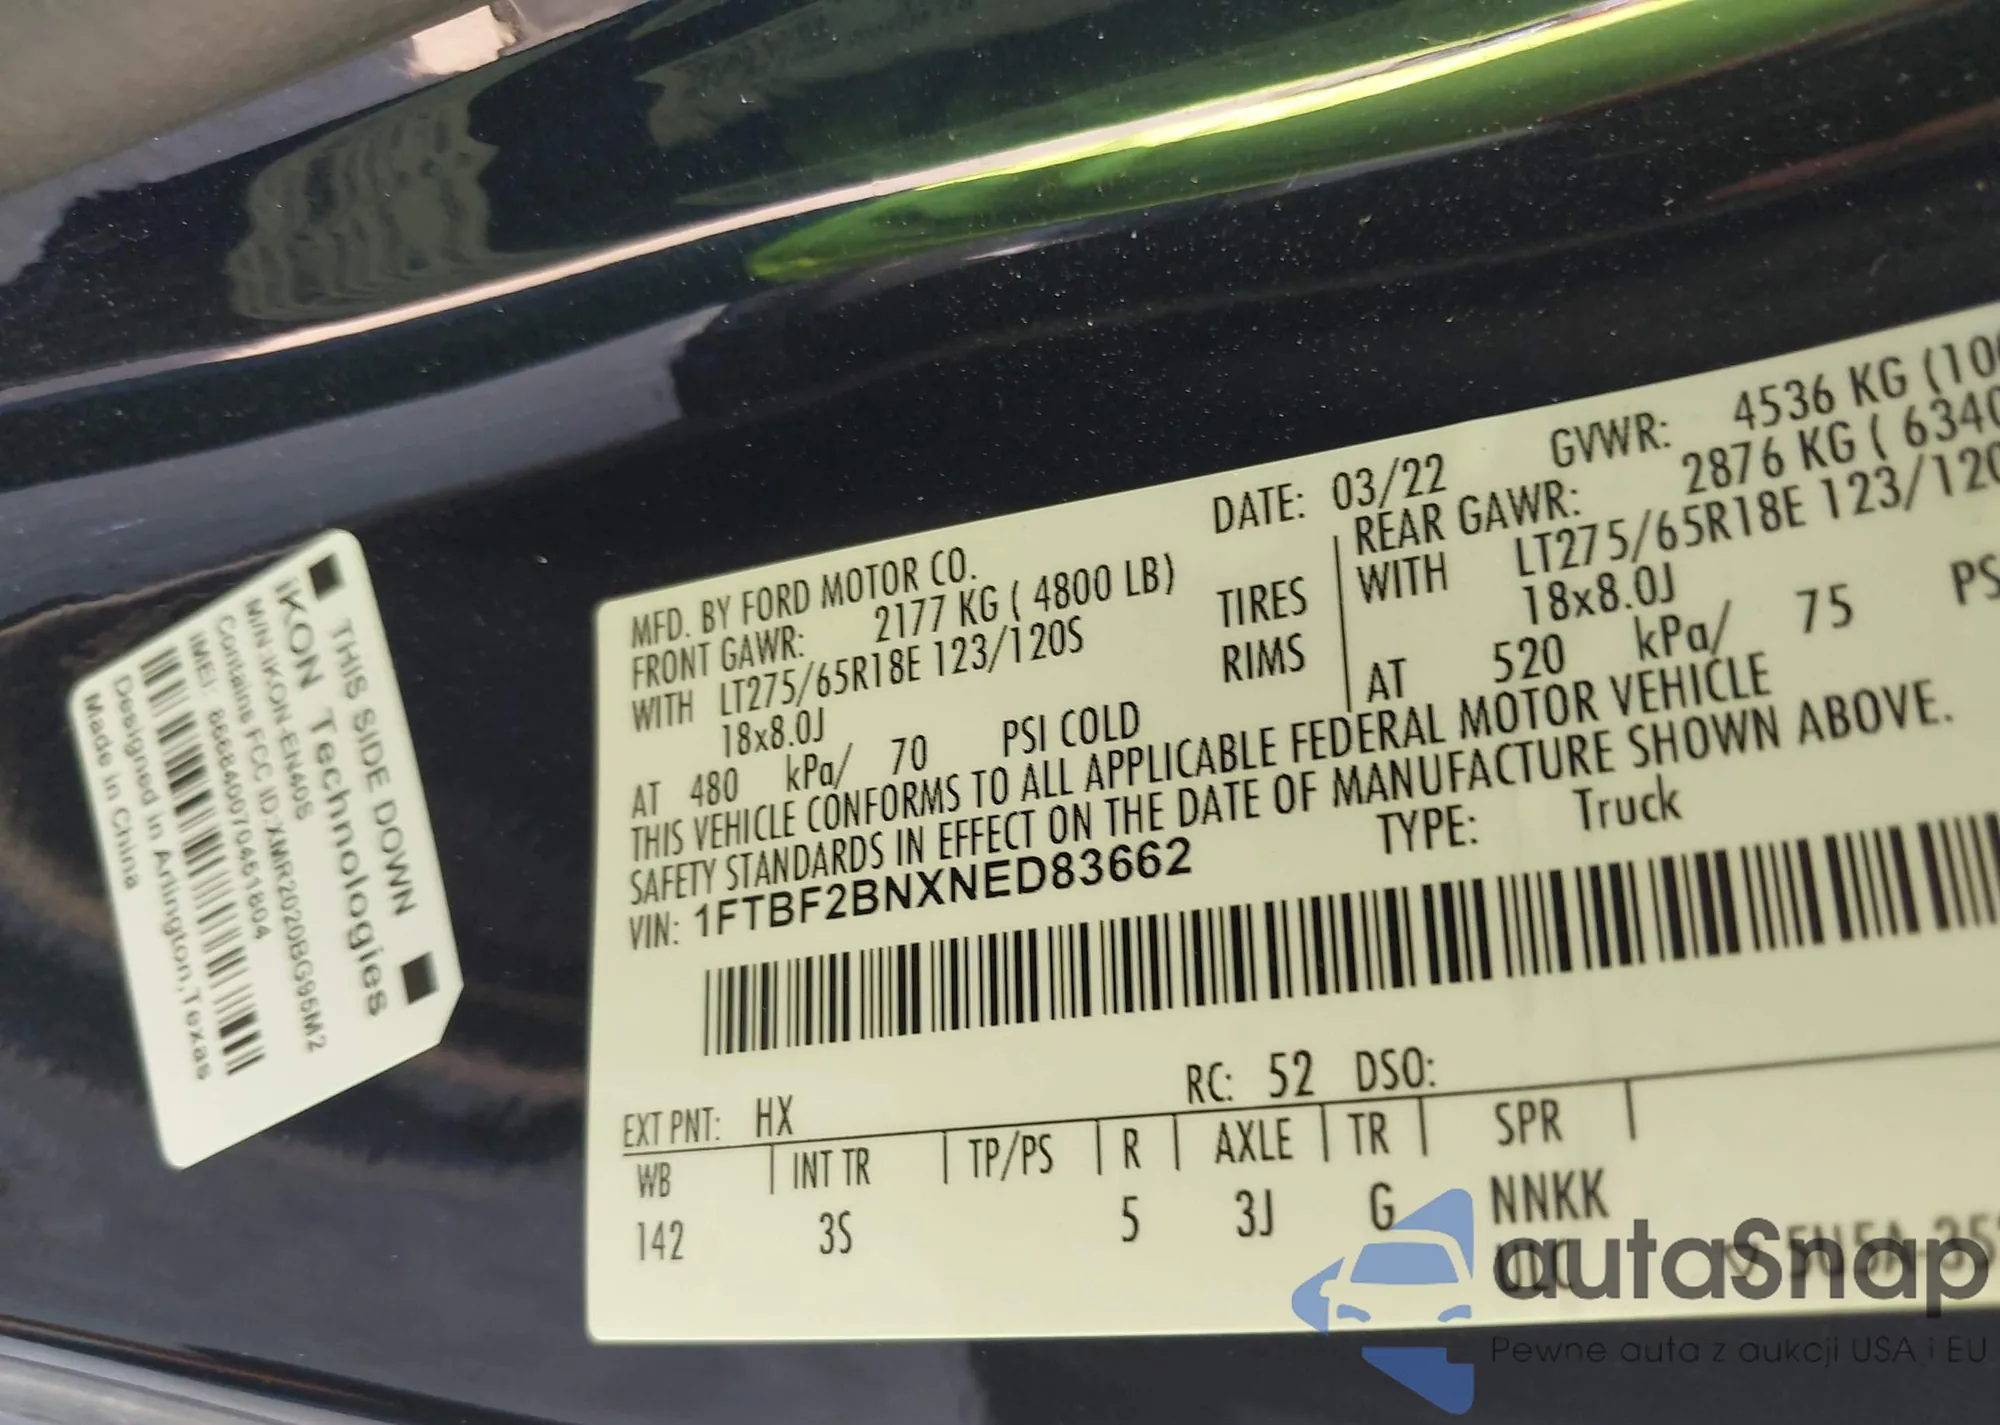 THIS SIDE DOWN
iKON Technologies
M/N:IKON-EN40S
Contains FCC ID:XMR2020BG95M2
IMEI:
Designed in Arlington,Texas
Made in China
MFD. BY FORD MOTOR CO.
DATE: 03/22
GVWR: 4536 KG (10
FRONT GAWR: 2177 KG ( 4800 LB)
REAR GAWR: 2876 KG ( 6340
WITH LT275/65R18E 123/120S TIRES
WITH LT275/65R18E 123/120
18x8.0J RIMS
18x8.0J
AT 480 kPa/ 70 PSI COLD
AT 520 kPa/ 75 PS
THIS VEHICLE CONFORMS TO ALL APPLICABLE FEDERAL MOTOR VEHICLE
SAFETY STANDARDS IN EFFECT ON THE DATE OF MANUFACTURE SHOWN ABOVE.
VIN: 1FTBF2BNXNED83662
TYPE: Truck
RC: 52 DSO:
EXT PNT: HX
WB INT TR TP/PS R AXLE TR SPR
142 3S 5 3J G NNKK
autaSnap
Pewne auta z aukcji USA i EU